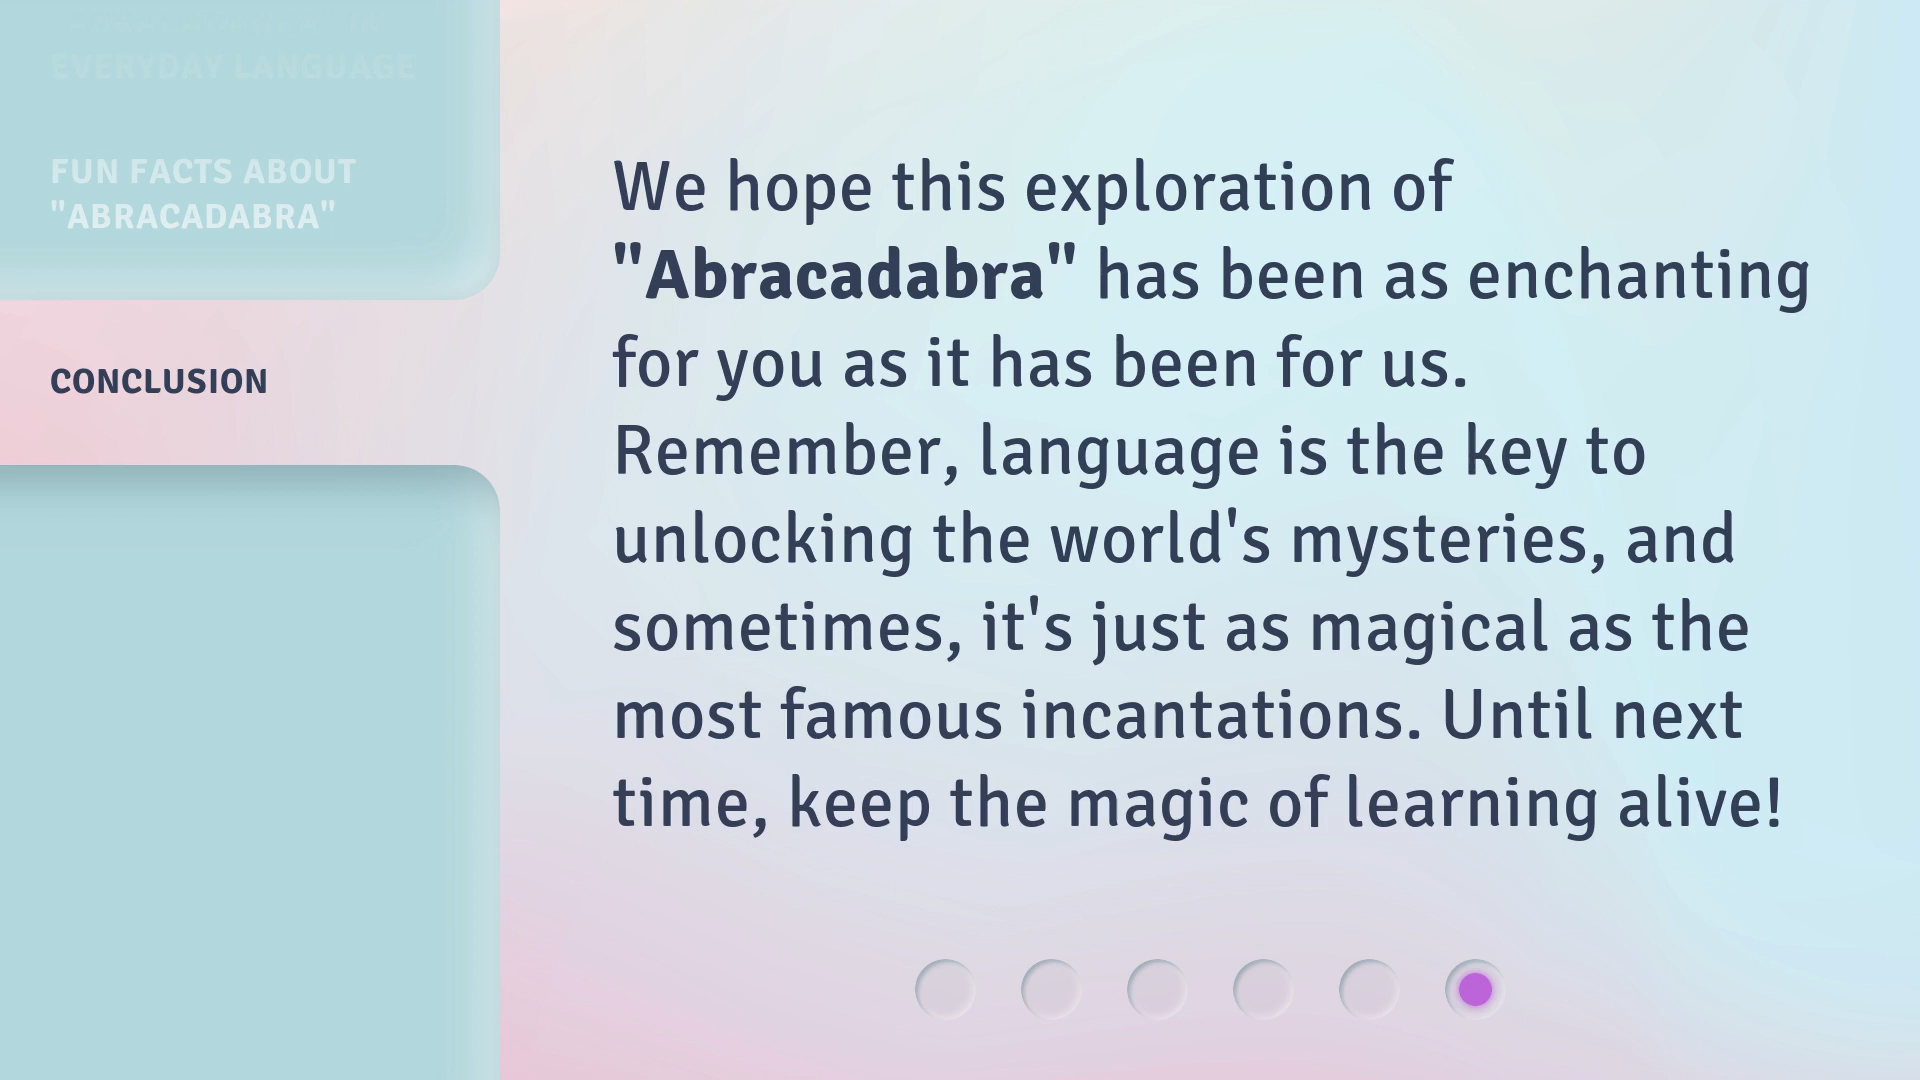 EVERYDAY LANGUAGE
FUN FACTS ABOUT
"ABRACADABRA"
CONCLUSION
We hope this exploration of
"Abracadabra" has been as enchanting
for you as it has been for us.
Remember, language is the key to
unlocking the world's mysteries, and
sometimes, it's just as magical as the
most famous incantations. Until next
time, keep the magic of learning alive!